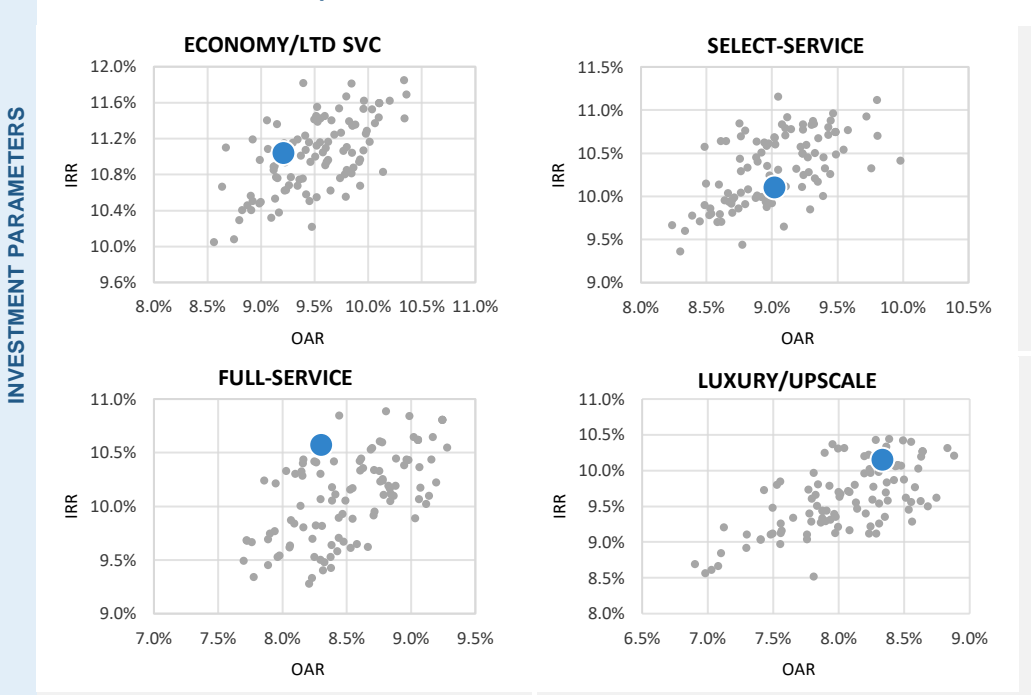 INVESTMENT PARAMETERS
ECONOMY/LTD SVC
12.0%
11.6%
11.2%
10.8%
10.4%
10.0%
9.6%
IRR
8.0% 8.5% 9.0% 9.5% 10.0% 10.5% 11.0%
OAR
SELECT-SERVICE
11.5%
11.0%
10.5%
10.0%
9.5%
9.0%
IRR
8.0% 8.5% 9.0% 9.5% 10.0% 10.5%
OAR
FULL-SERVICE
11.0%
10.5%
10.0%
9.5%
9.0%
IRR
7.0% 7.5% 8.0% 8.5% 9.0% 9.5%
OAR
LUXURY/UPSCALE
11.0%
10.5%
10.0%
9.5%
9.0%
8.5%
8.0%
IRR
6.5% 7.0% 7.5% 8.0% 8.5% 9.0%
OAR